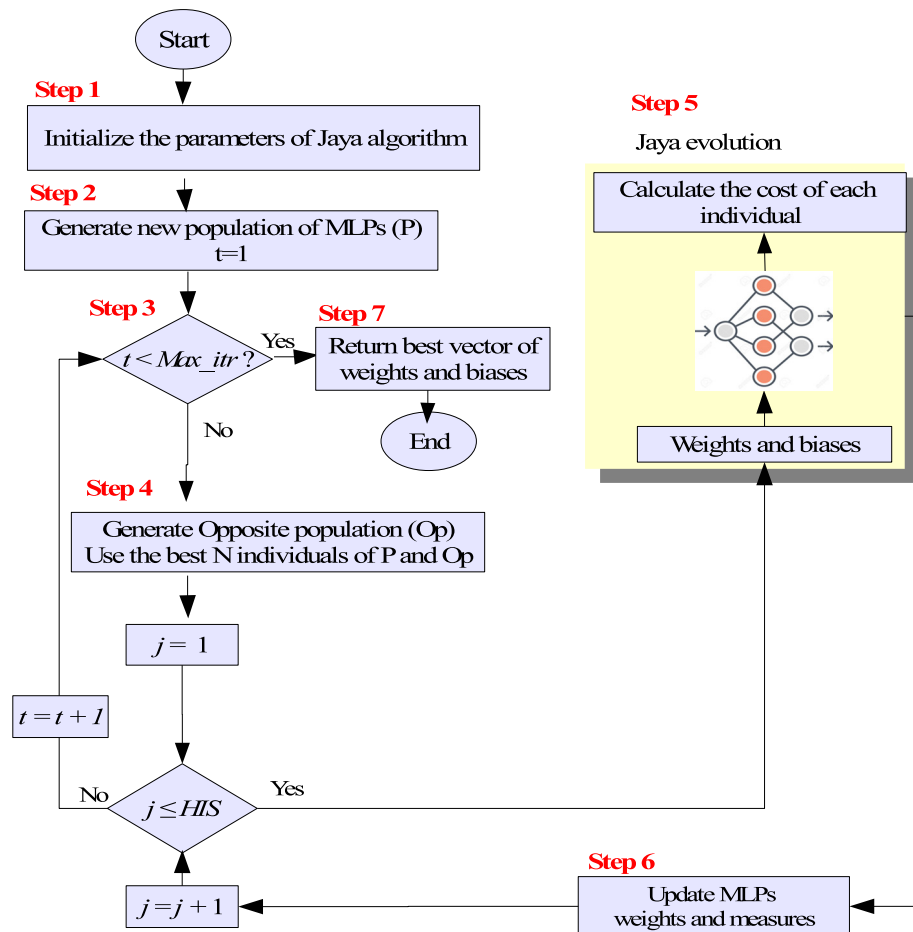 Start
Step 1
Initialize the parameters of Jaya algorithm
Step 2
Generate new population of MLPs (P)
t=1
Step 3
t < Max_itr ?
Yes
No
Step 7
Return best vector of
weights and biases
End
Step 4
Generate Opposite population (Op)
Use the best N individuals of P and Op
j = 1
t = t + 1
j ≤ HIS
No
Yes
j = j + 1
Step 5
Jaya evolution
Calculate the cost of each
individual
Weights and biases
Step 6
Update MLPs
weights and measures